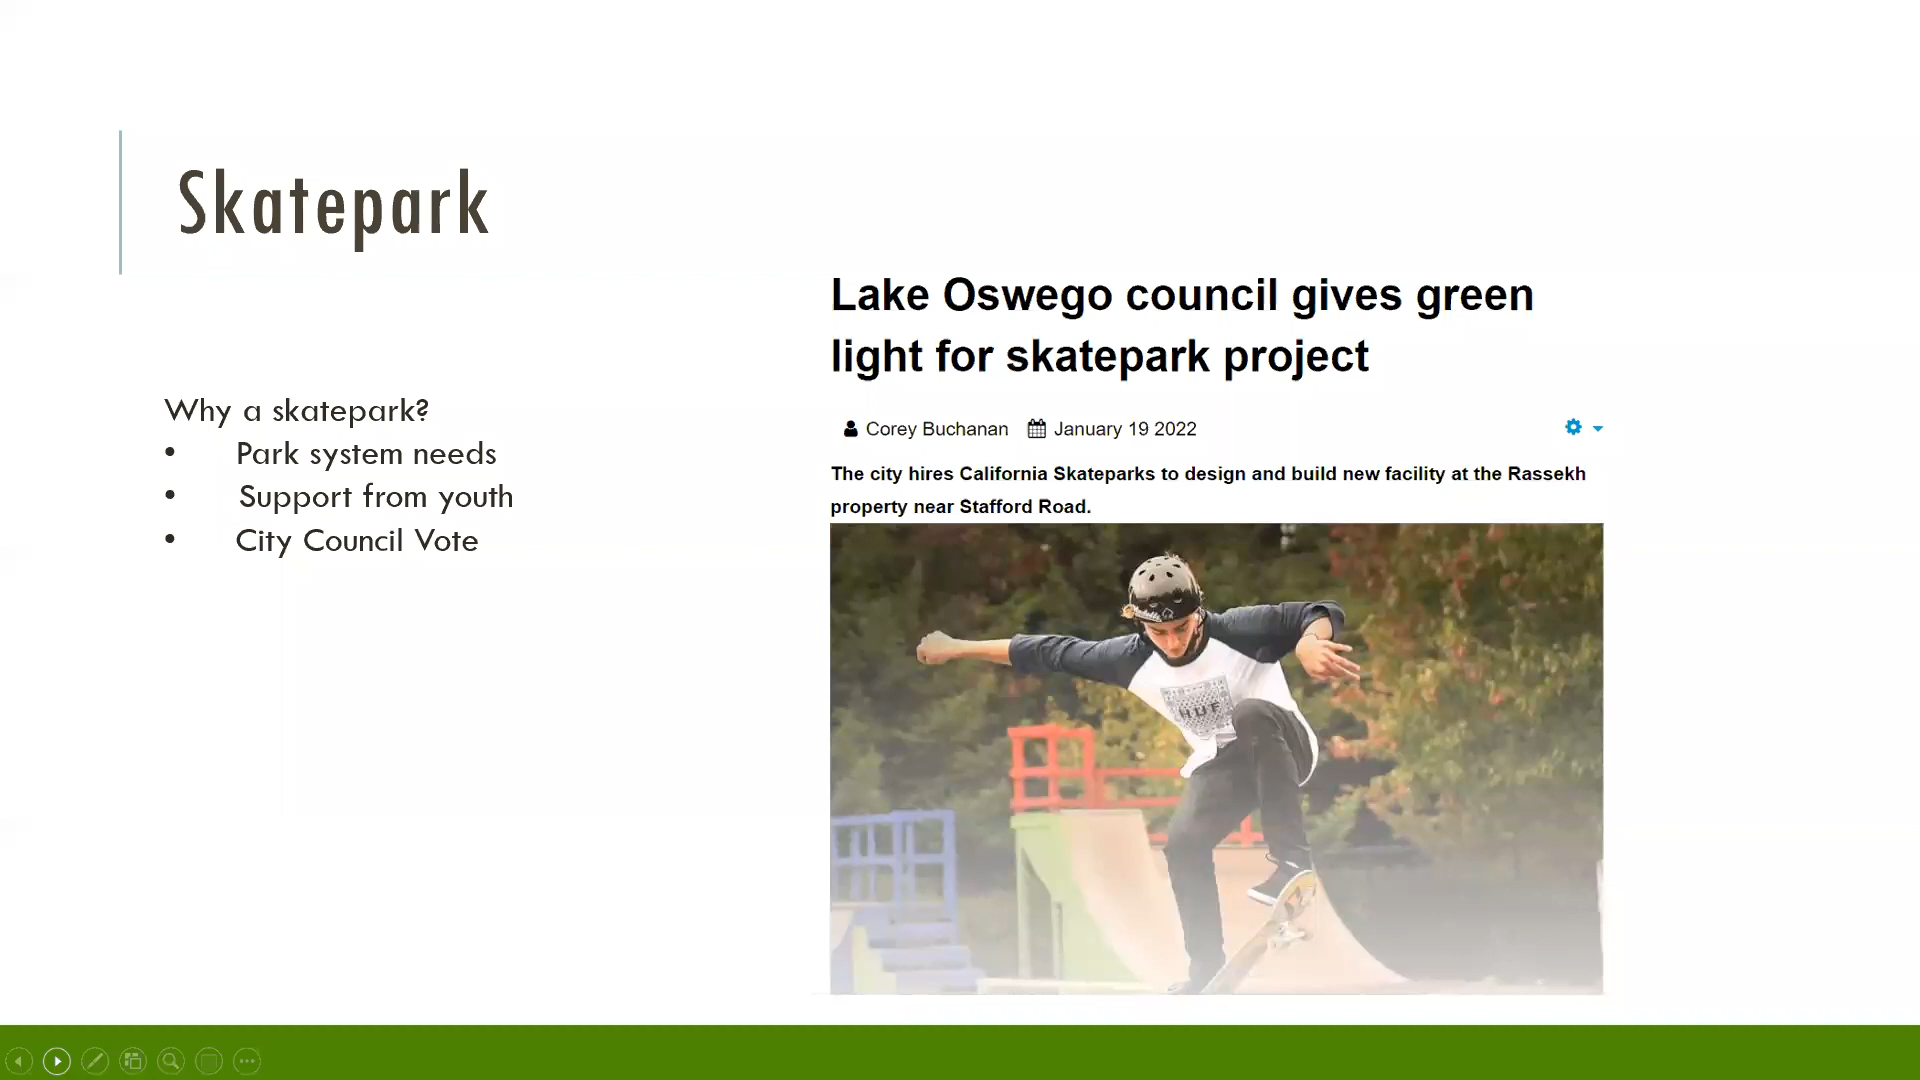 Skatepark
Why a skatepark?
• Park system needs
• Support from youth
• City Council Vote
Lake Oswego council gives green
light for skatepark project
Corey Buchanan January 19 2022
The city hires California Skateparks to design and build new facility at the Rassekh
property near Stafford Road.
HUF